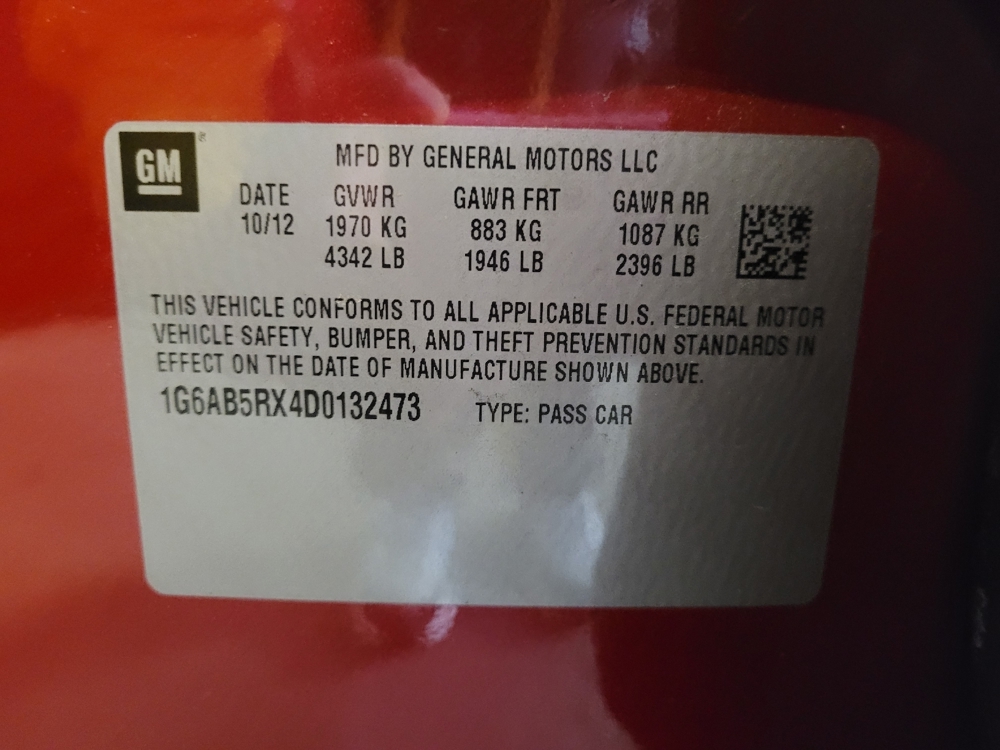 GM ®
MFD BY GENERAL MOTORS LLC
DATE GVWR GAWR FRT GAWR RR
10/12 1970 KG 883 KG 1087 KG
4342 LB 1946 LB 2396 LB
THIS VEHICLE CONFORMS TO ALL APPLICABLE U.S. FEDERAL MOTOR
VEHICLE SAFETY, BUMPER, AND THEFT PREVENTION STANDARDS IN
EFFECT ON THE DATE OF MANUFACTURE SHOWN ABOVE.
1G6AB5RX4D0132473 TYPE: PASS CAR